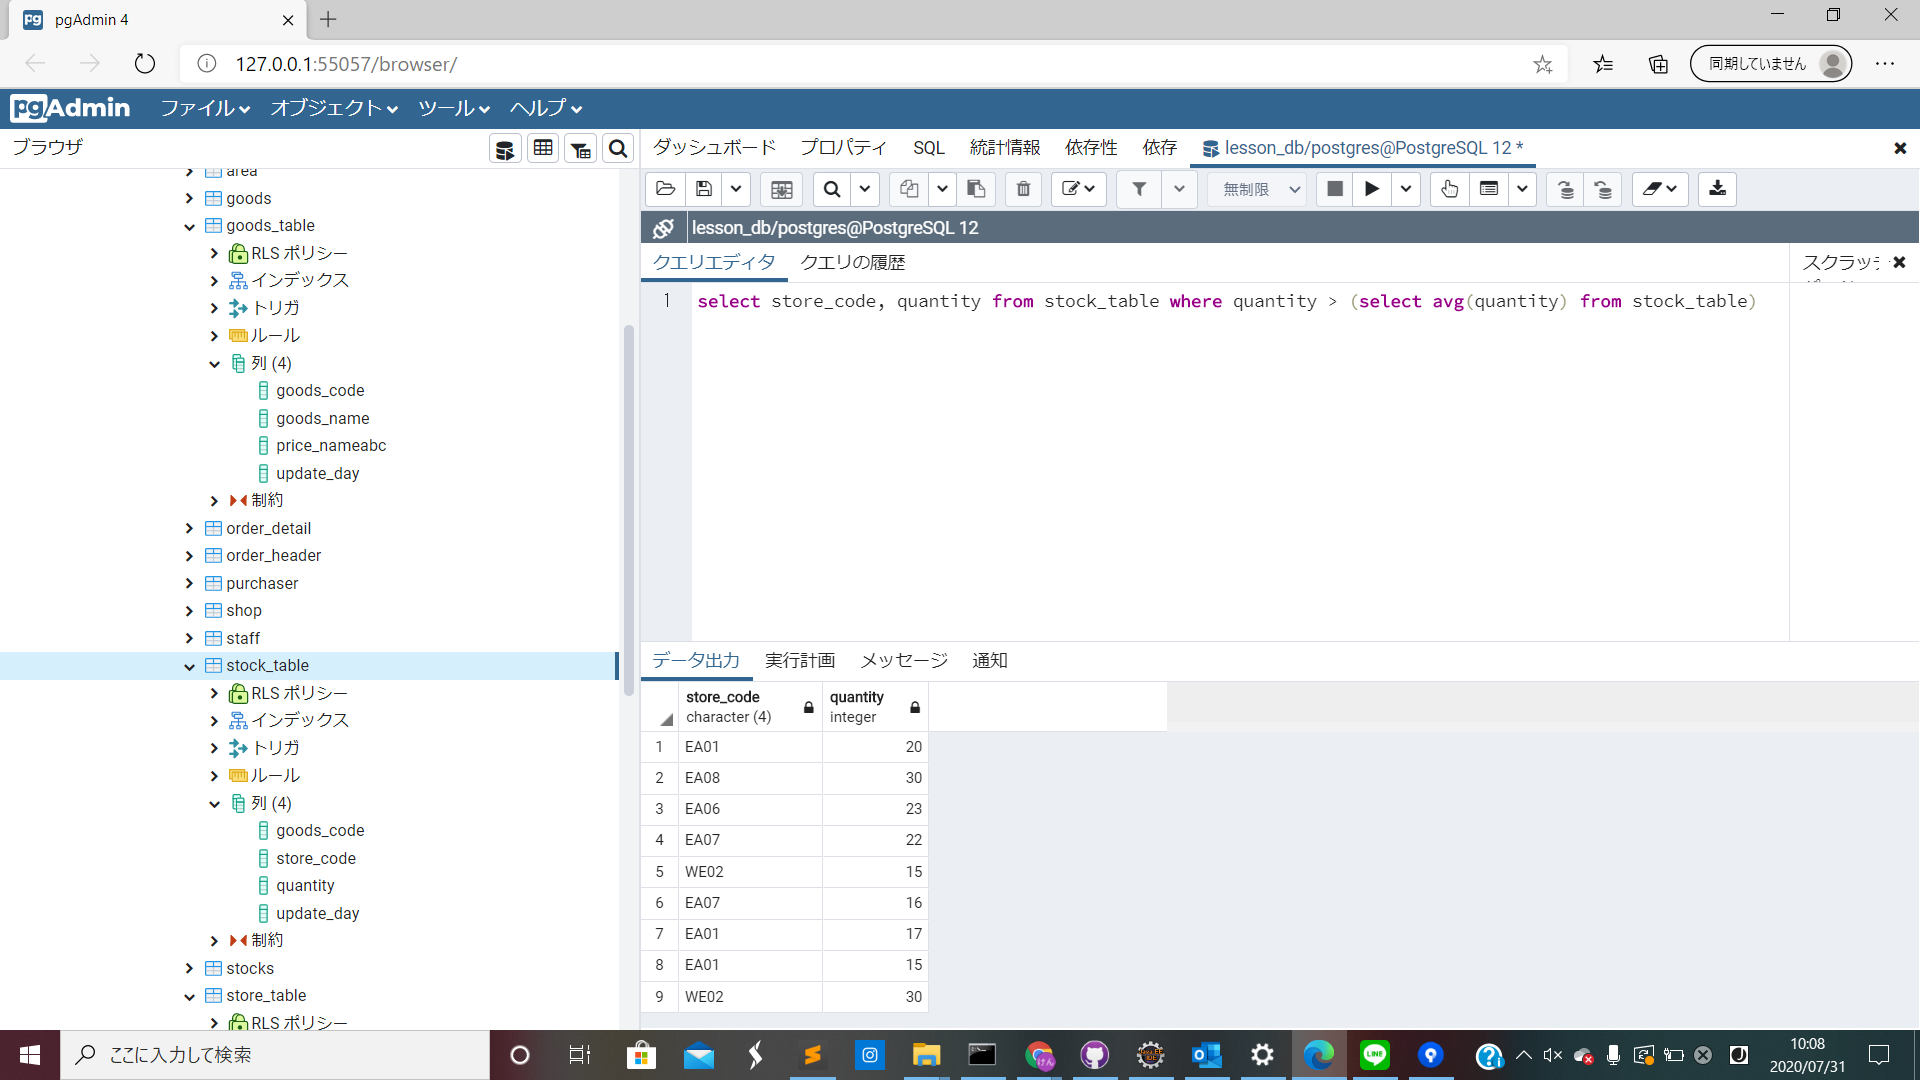 pgAdmin 4
127.0.0.1:55057/browser/
同期していません
pgAdmin ファイル オブジェクト ツール ヘルプ
ブラウザ
area
goods
goods_table
RLS ポリシー
インデックス
トリガ
ルール
列 (4)
goods_code
goods_name
price_nameabc
update_day
制約
order_detail
order_header
purchaser
shop
staff
stock_table
RLS ポリシー
インデックス
トリガ
ルール
列 (4)
goods_code
store_code
quantity
update_day
制約
stocks
store_table
RLS ポリシー
ダッシュボード プロパティ SQL 統計情報 依存性 依存 lesson_db/postgres@PostgreSQL 12 *
無制限
lesson_db/postgres@PostgreSQL 12
クエリエディタ クエリの履歴
スクラッチ
1 select store_code, quantity from stock_table where quantity > (select avg(quantity) from stock_table)
データ出力 実行計画 メッセージ 通知
store_code quantity
character (4) integer
1 EA01 20
2 EA08 30
3 EA06 23
4 EA07 22
5 WE02 15
6 EA07 16
7 EA01 17
8 EA01 15
9 WE02 30
ここに入力して検索
10:08
2020/07/31